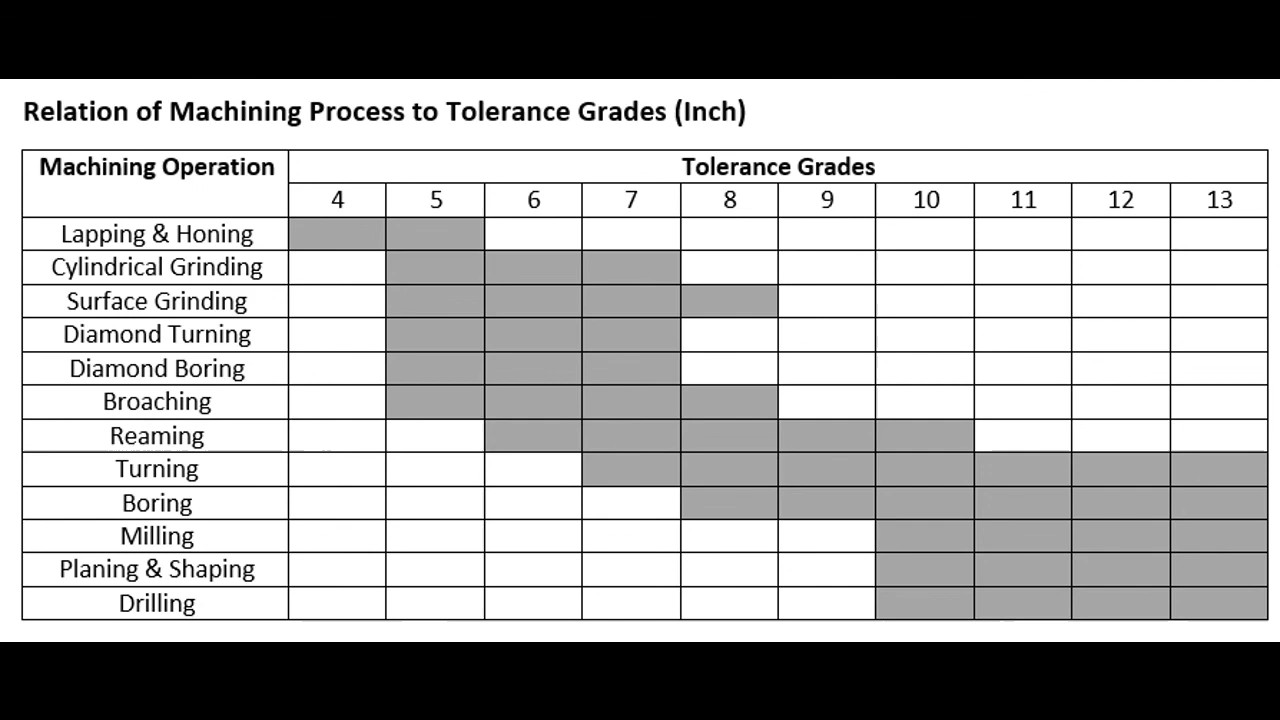 Relation of Machining Process to Tolerance Grades (Inch)
Machining Operation Tolerance Grades
4 5 6 7 8 9 10 11 12 13
Lapping & Honing
Cylindrical Grinding
Surface Grinding
Diamond Turning
Diamond Boring
Broaching
Reaming
Turning
Boring
Milling
Planing & Shaping
Drilling